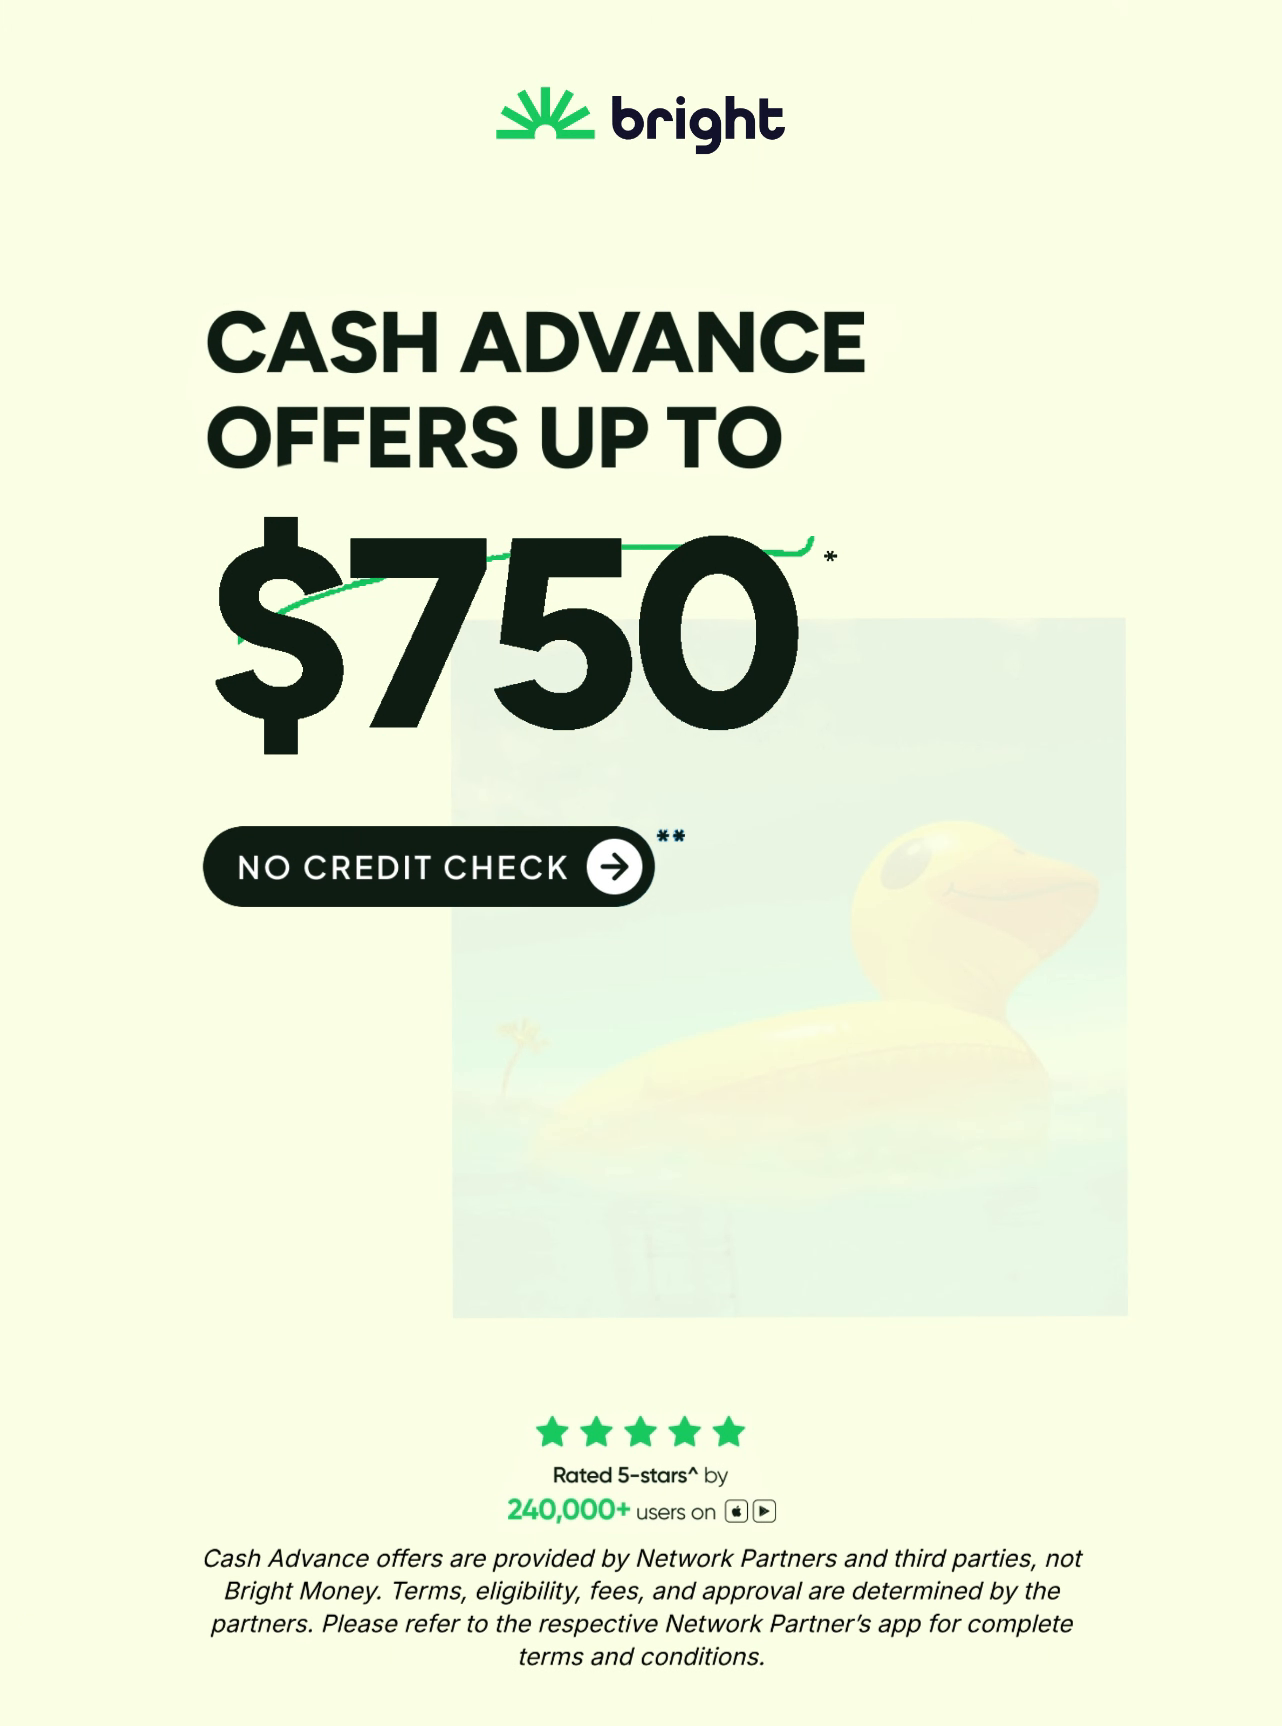 bright
CASH ADVANCE
OFFERS UP TO
$750*
NO CREDIT CHECK**
Rated 5-stars^ by
240,000+ users on
Cash Advance offers are provided by Network Partners and third parties, not
Bright Money. Terms, eligibility, fees, and approval are determined by the
partners. Please refer to the respective Network Partner’s app for complete
terms and conditions.